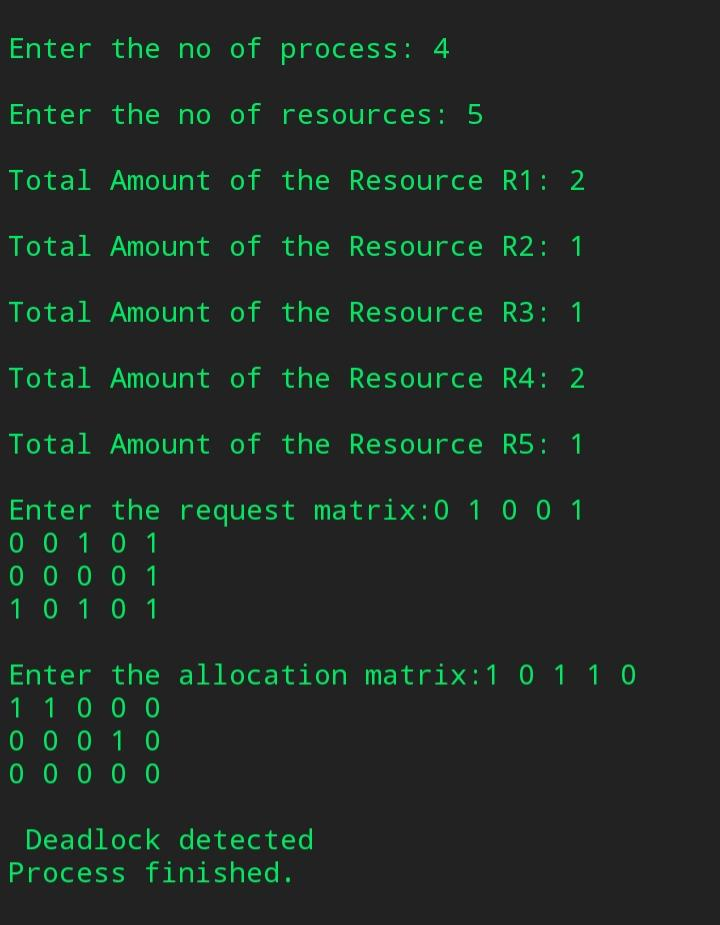 Enter the no of process: 4
Enter the no of resources: 5
Total Amount of the Resource R1: 2
Total Amount of the Resource R2: 1
Total Amount of the Resource R3: 1
Total Amount of the Resource R4: 2
Total Amount of the Resource R5: 1
Enter the request matrix:0 1 0 0 1
0 0 1 0 1
0 0 0 0 1
1 0 1 0 1
Enter the allocation matrix:1 0 1 1 0
1 1 0 0 0
0 0 0 1 0
0 0 0 0 0
Deadlock detected
Process finished.